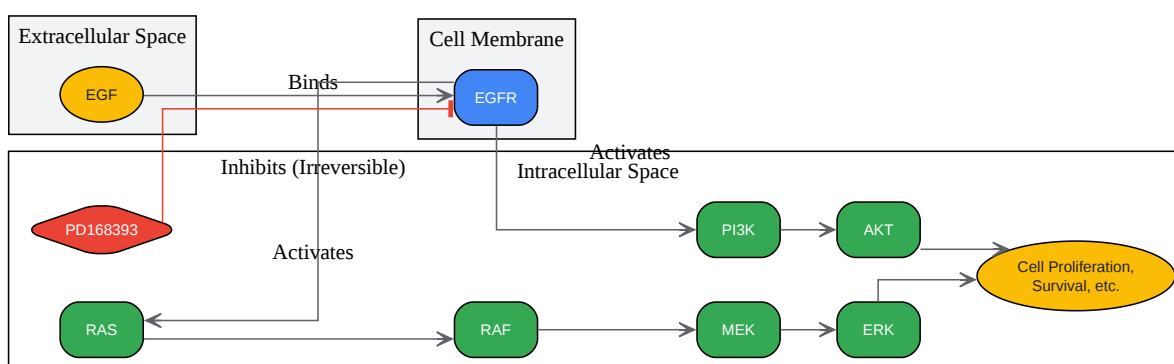 Extracellular Space
Cell Membrane
EGF
Binds
EGFR
Activates
Inhibits (Irreversible)
Intracellular Space
PD168393
PI3K
AKT
Activates
Cell Proliferation,
Survival, etc.
RAS
RAF
MEK
ERK